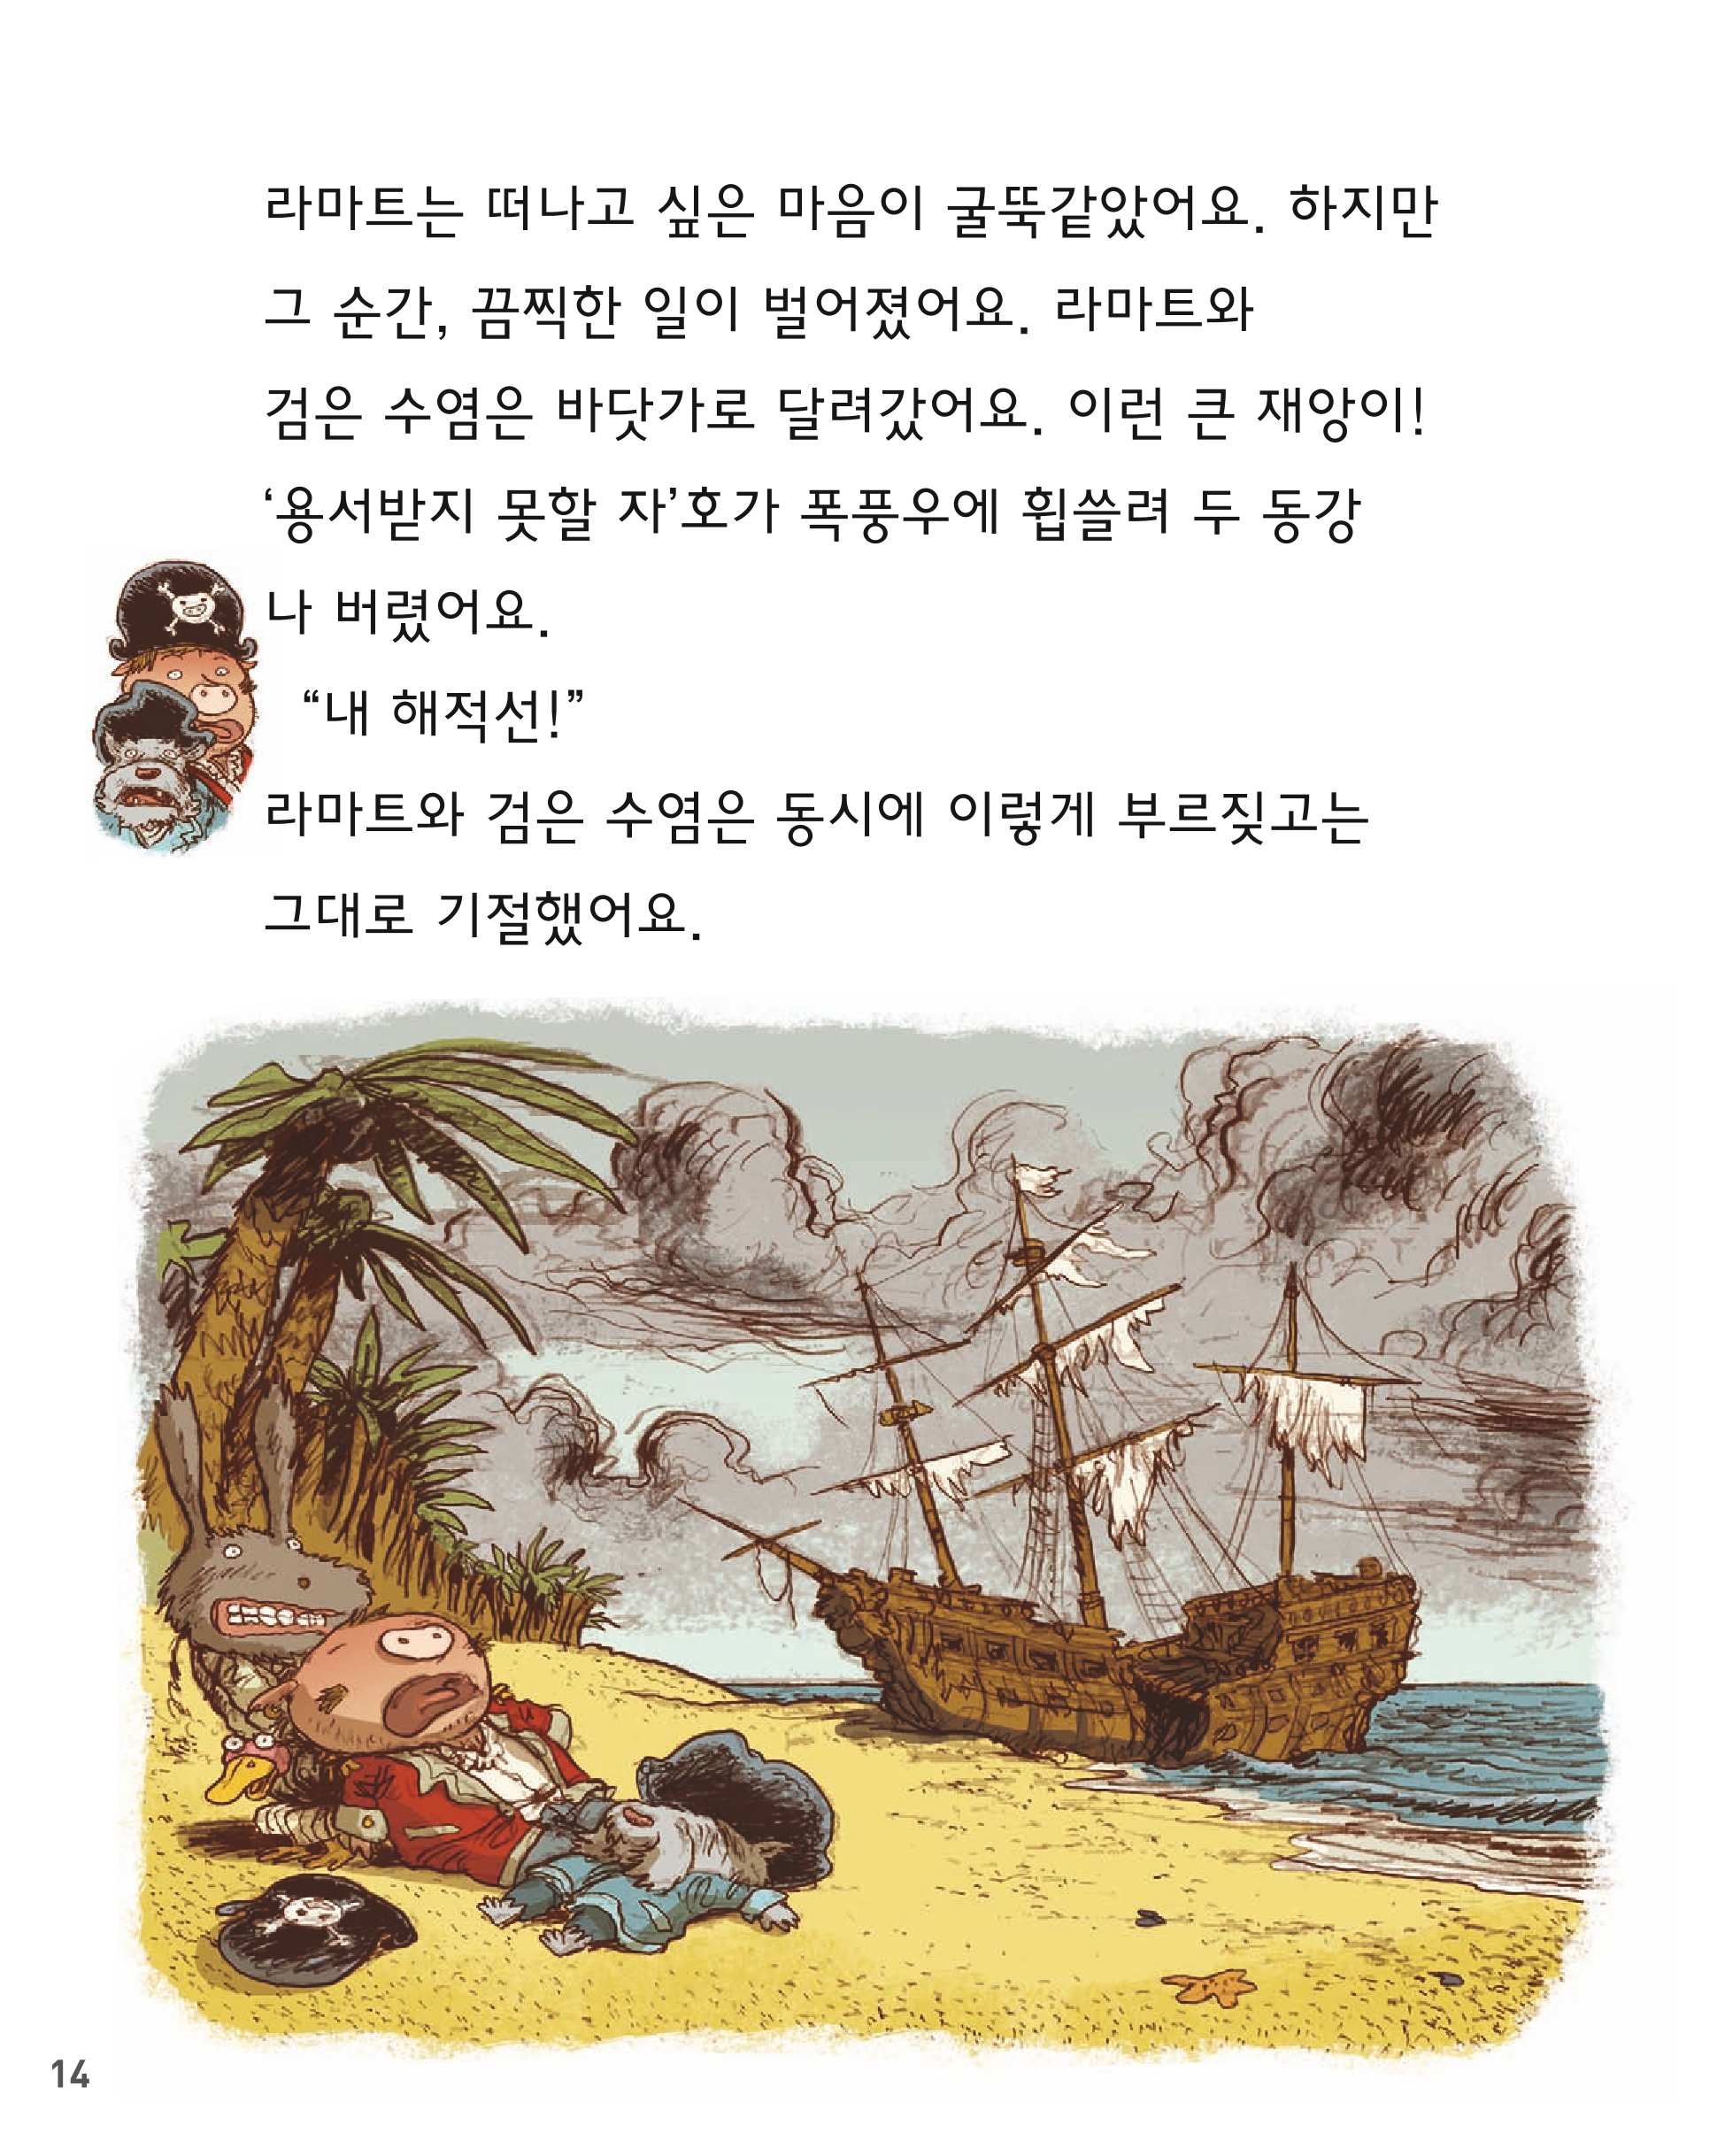 라마트는 떠나고 싶은 마음이 굴뚝같았어요. 하지만
그 순간, 끔찍한 일이 벌어졌어요. 라마트와
검은 수염은 바닷가로 달려갔어요. 이런 큰 재앙이!
‘용서받지 못할 자’호가 폭풍우에 휩쓸려 두 동강
나 버렸어요.
“내 해적선!”
라마트와 검은 수염은 동시에 이렇게 부르짖고는
그대로 기절했어요.
14